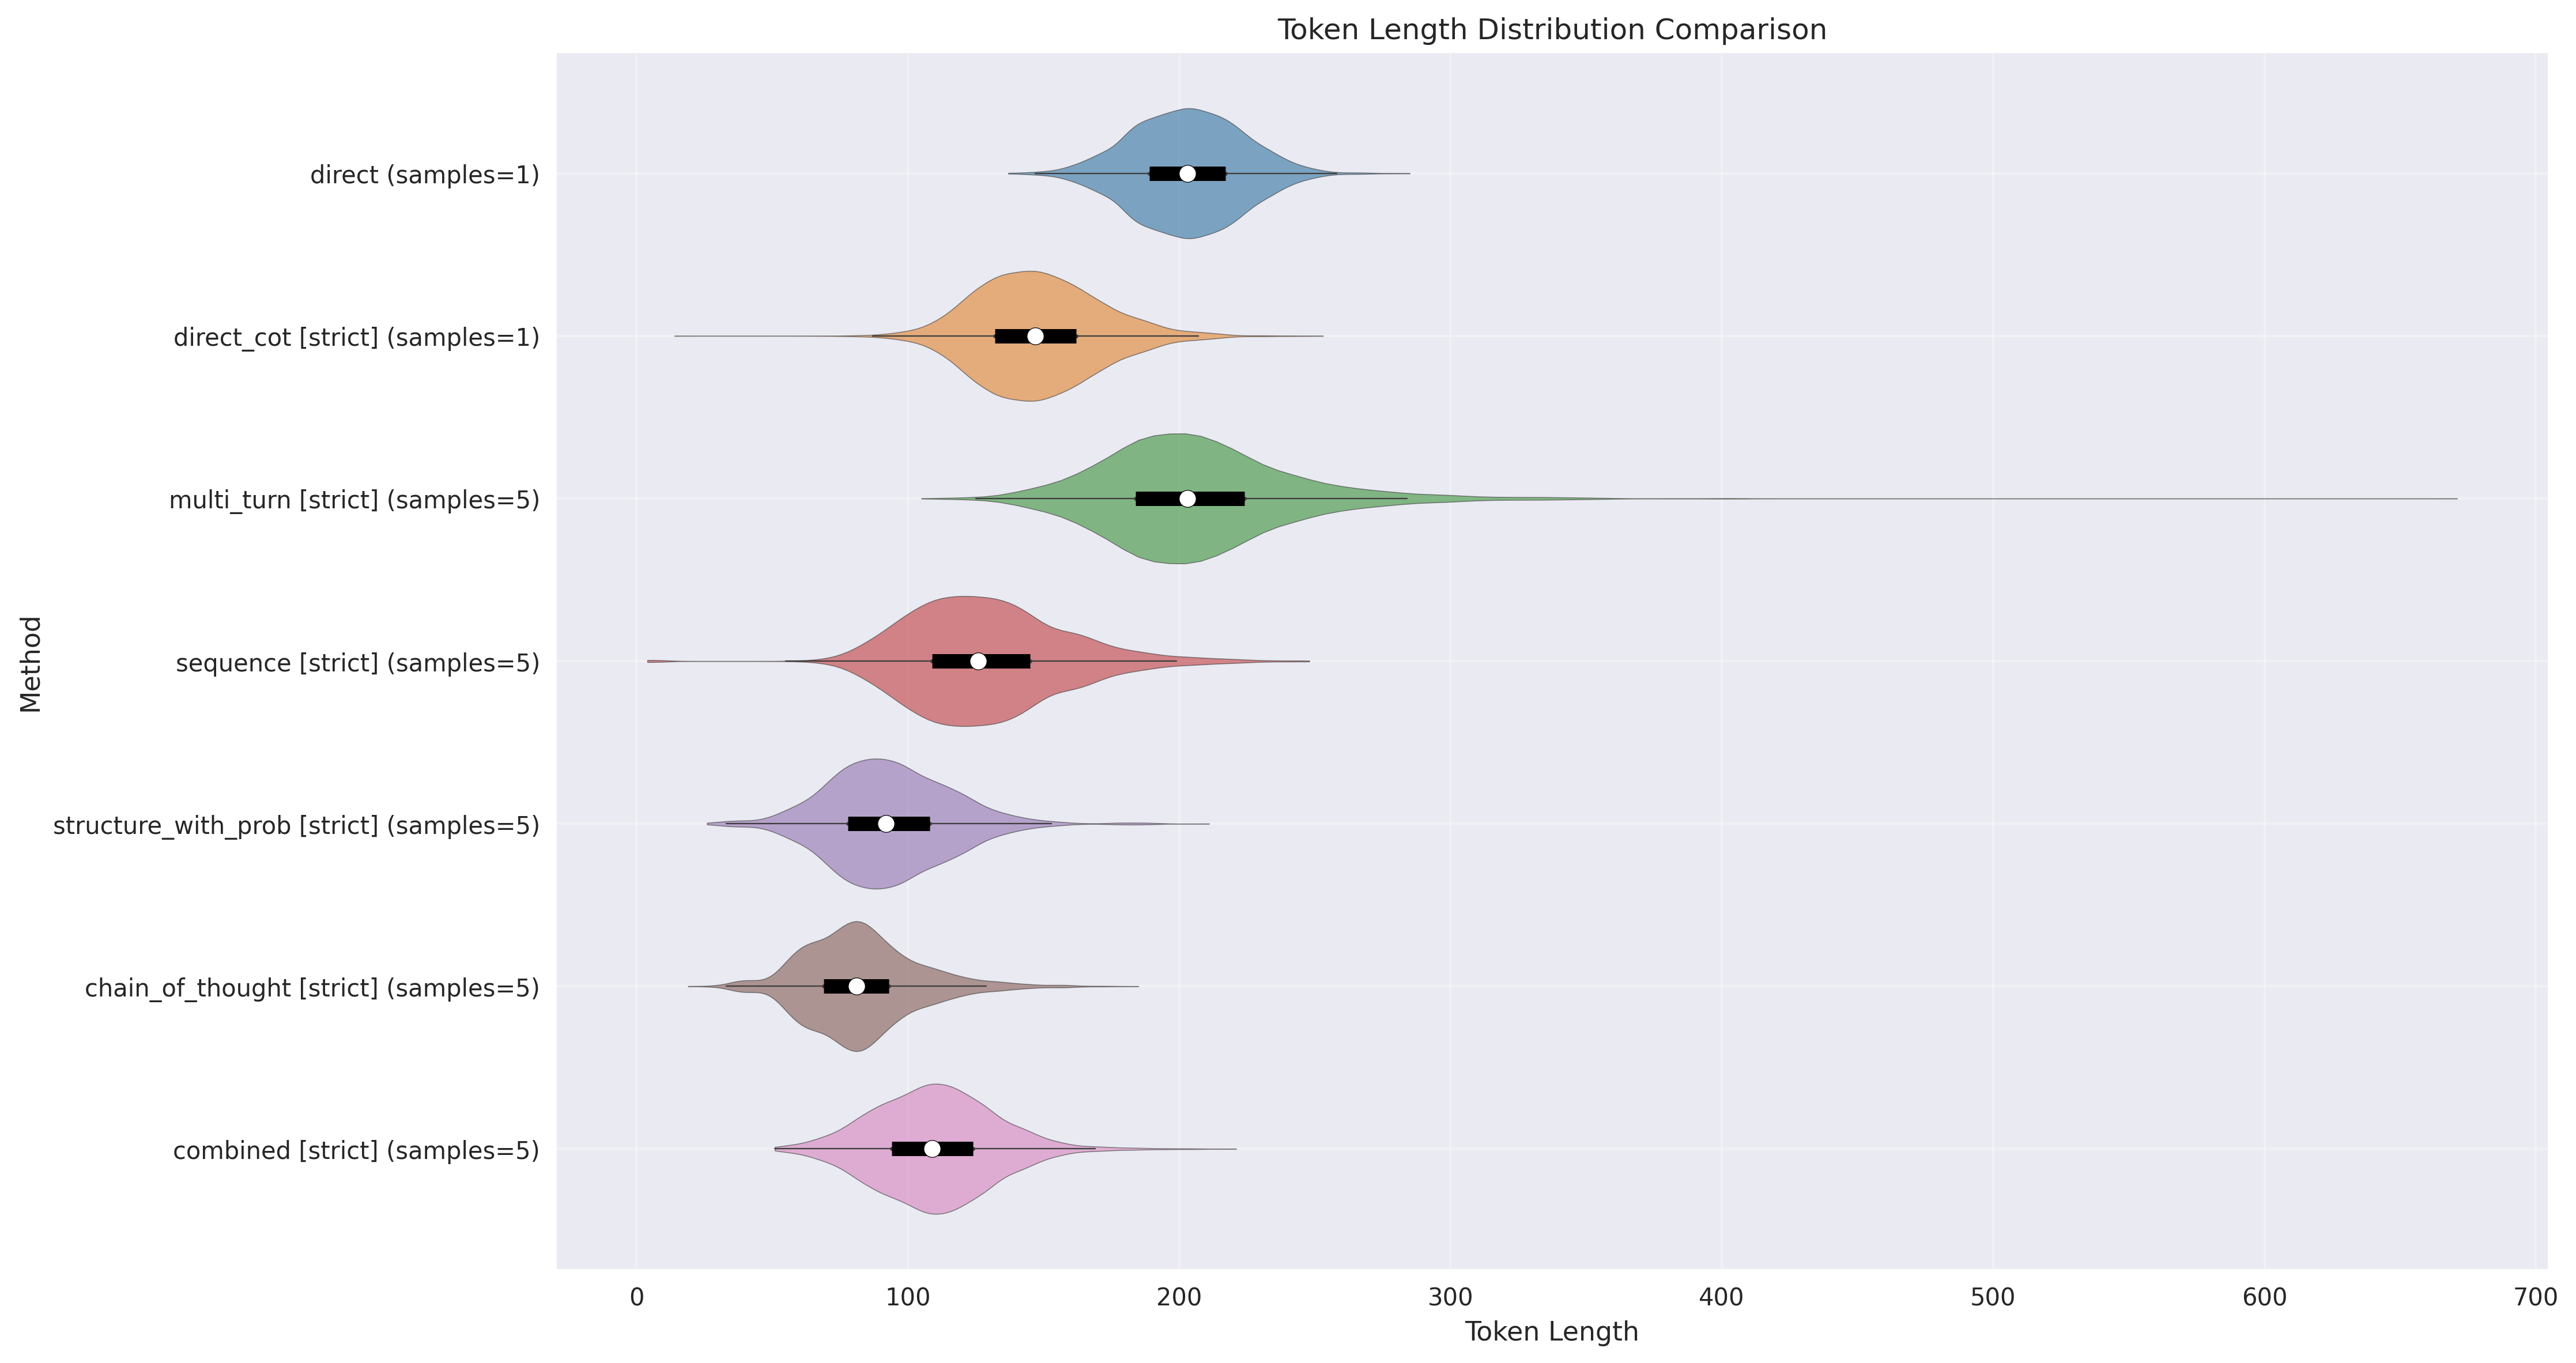 Token Length Distribution Comparison
Method
direct (samples=1)
direct_cot [strict] (samples=1)
multi_turn [strict] (samples=5)
sequence [strict] (samples=5)
structure_with_prob [strict] (samples=5)
chain_of_thought [strict] (samples=5)
combined [strict] (samples=5)
0 100 200 300 400 500 600 700
Token Length